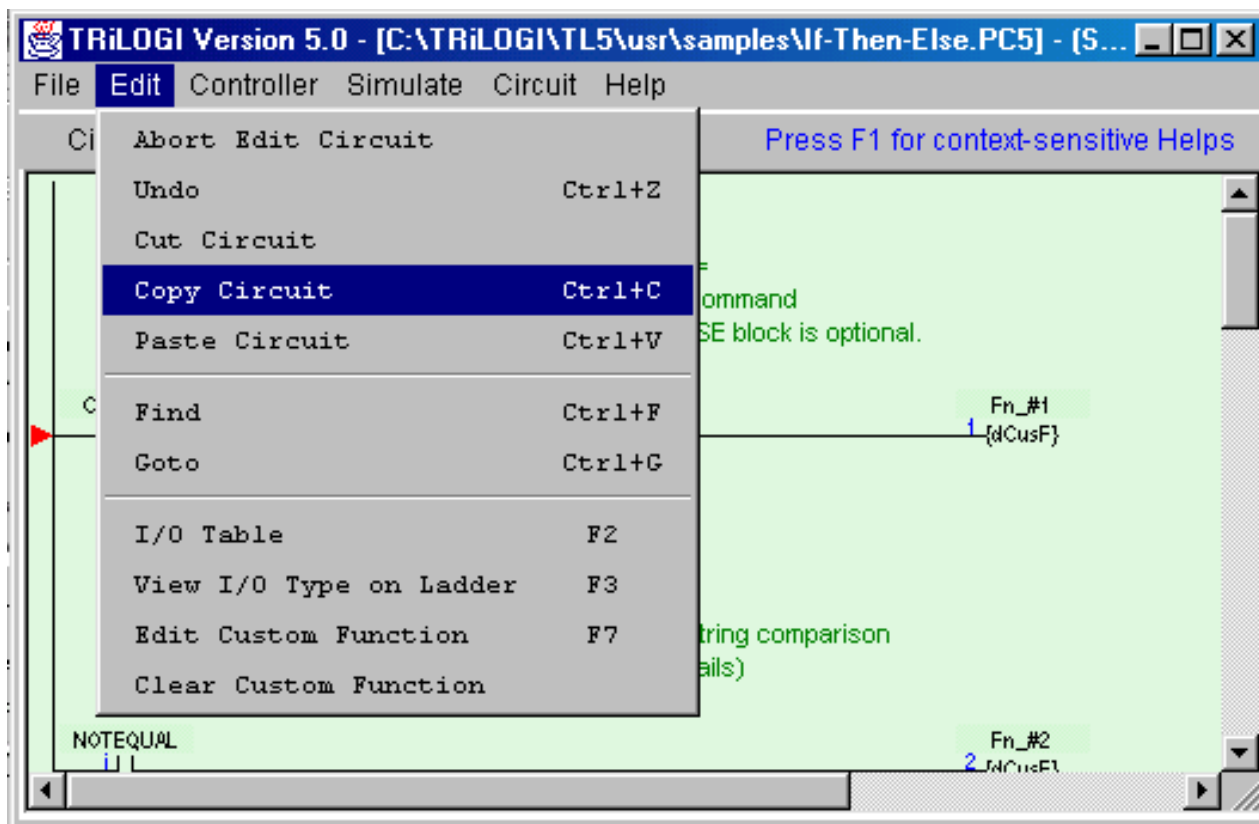 TRiLOGI Version 5.0 - [C:\TRiLOGI\TL5\usr\samples\If-Then-Else.PC5] - (S...
File Edit Controller Simulate Circuit Help
Ci Press F1 for context-sensitive Helps
Abort Edit Circuit
Undo Ctrl+Z
Cut Circuit
Copy Circuit Ctrl+C
ommand
Paste Circuit Ctrl+V
SE block is optional.
Find Ctrl+F
Fn_#1
1 {dCusF}
Goto Ctrl+G
I/O Table F2
View I/O Type on Ladder F3
Edit Custom Function F7
tring comparison
ails)
Clear Custom Function
NOTEQUAL Fn_#2
i 2 {dCusF}